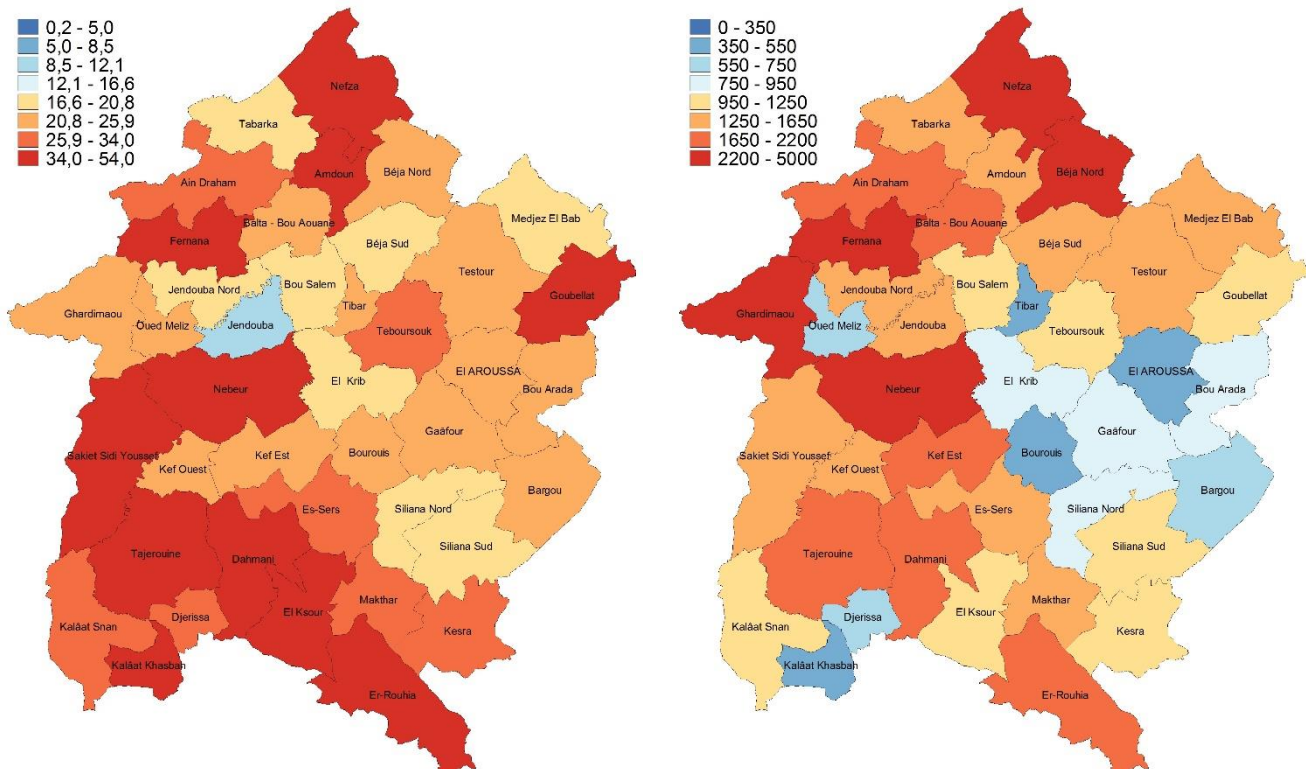 0,2 - 5,0
5,0 - 8,5
8,5 - 12,1
12,1 - 16,6
16,6 - 20,8
20,8 - 25,9
25,9 - 34,0
34,0 - 54,0
Nefza
Tabarka
Amdoun
Béja Nord
Ain Draham
Balta - Bou Aouane
Medjez El Bab
Fernana
Béja Sud
Testour
Jendouba Nord
Bou Salem
Goubellat
Ghardimaou
Oued Meliz
Tibar
Jendouba
Teboursouk
Nebeur
El Krib
El AROUSSA
Bou Arada
Sakiet Sidi Youssef
Kef Ouest
Kef Est
Bourouis
Gaâfour
Bargou
Es-Sers
Siliana Nord
Siliana Sud
Tajerouine
Dahmani
Kalâat Snan
Djerissa
El Ksour
Makthar
Kesra
Kalâat Khasbah
Er-Rouhia
0 - 350
350 - 550
550 - 750
750 - 950
950 - 1250
1250 - 1650
1650 - 2200
2200 - 5000
Nefza
Tabarka
Amdoun
Béja Nord
Ain Draham
Balta - Bou Aouane
Medjez El Bab
Fernana
Béja Sud
Testour
Jendouba Nord
Bou Salem
Goubellat
Ghardimaou
Oued Meliz
Tibar
Jendouba
Teboursouk
Nebeur
El Krib
El AROUSSA
Bou Arada
Sakiet Sidi Youssef
Kef Ouest
Kef Est
Bourouis
Gaâfour
Bargou
Es-Sers
Siliana Nord
Siliana Sud
Tajerouine
Dahmani
Kalâat Snan
Djerissa
El Ksour
Makthar
Kesra
Kalâat Khasbah
Er-Rouhia